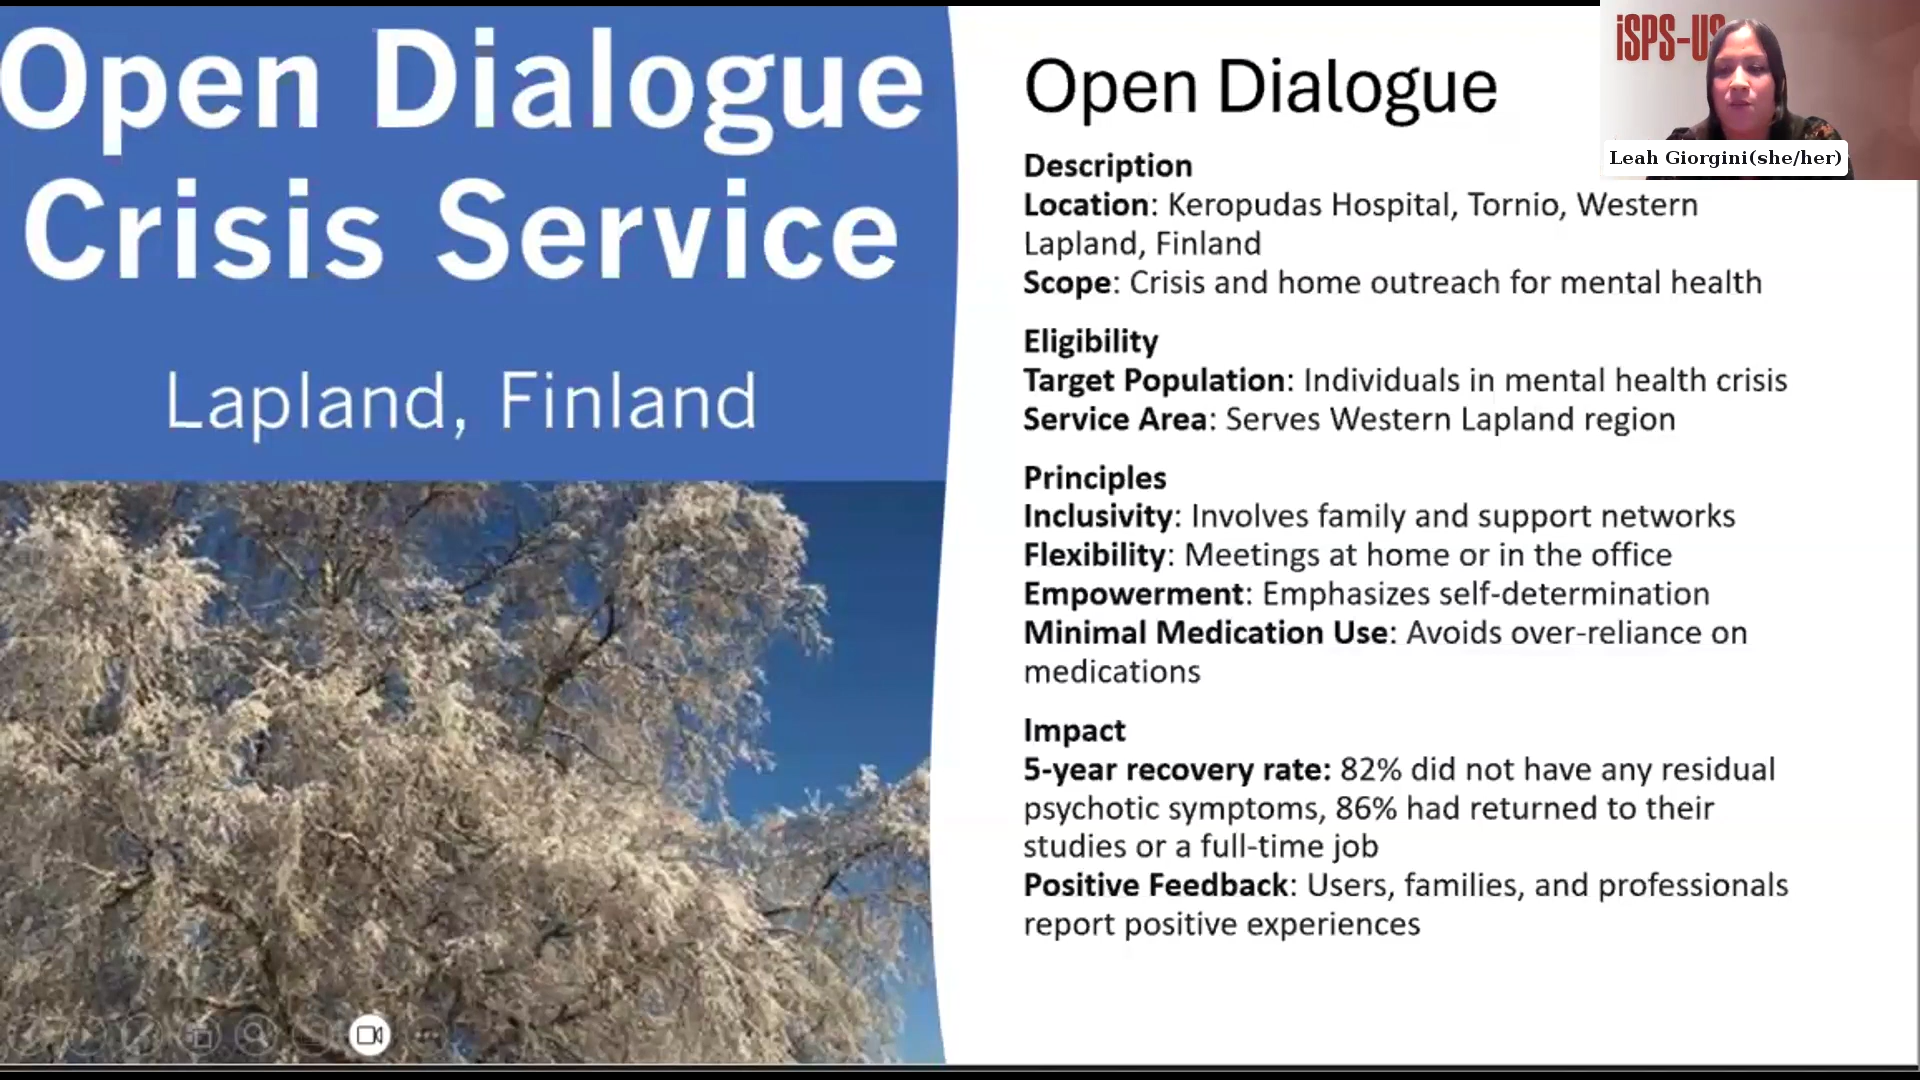 Open Dialogue
Crisis Service
Lapland, Finland
Open Dialogue
Description
Location: Keropudas Hospital, Tornio, Western
Lapland, Finland
Scope: Crisis and home outreach for mental health
Eligibility
Target Population: Individuals in mental health crisis
Service Area: Serves Western Lapland region
Principles
Inclusivity: Involves family and support networks
Flexibility: Meetings at home or in the office
Empowerment: Emphasizes self-determination
Minimal Medication Use: Avoids over-reliance on
medications
Impact
5-year recovery rate: 82% did not have any residual
psychotic symptoms, 86% had returned to their
studies or a full-time job
Positive Feedback: Users, families, and professionals
report positive experiences
iSPS-US
Leah Giorgini(she/her)